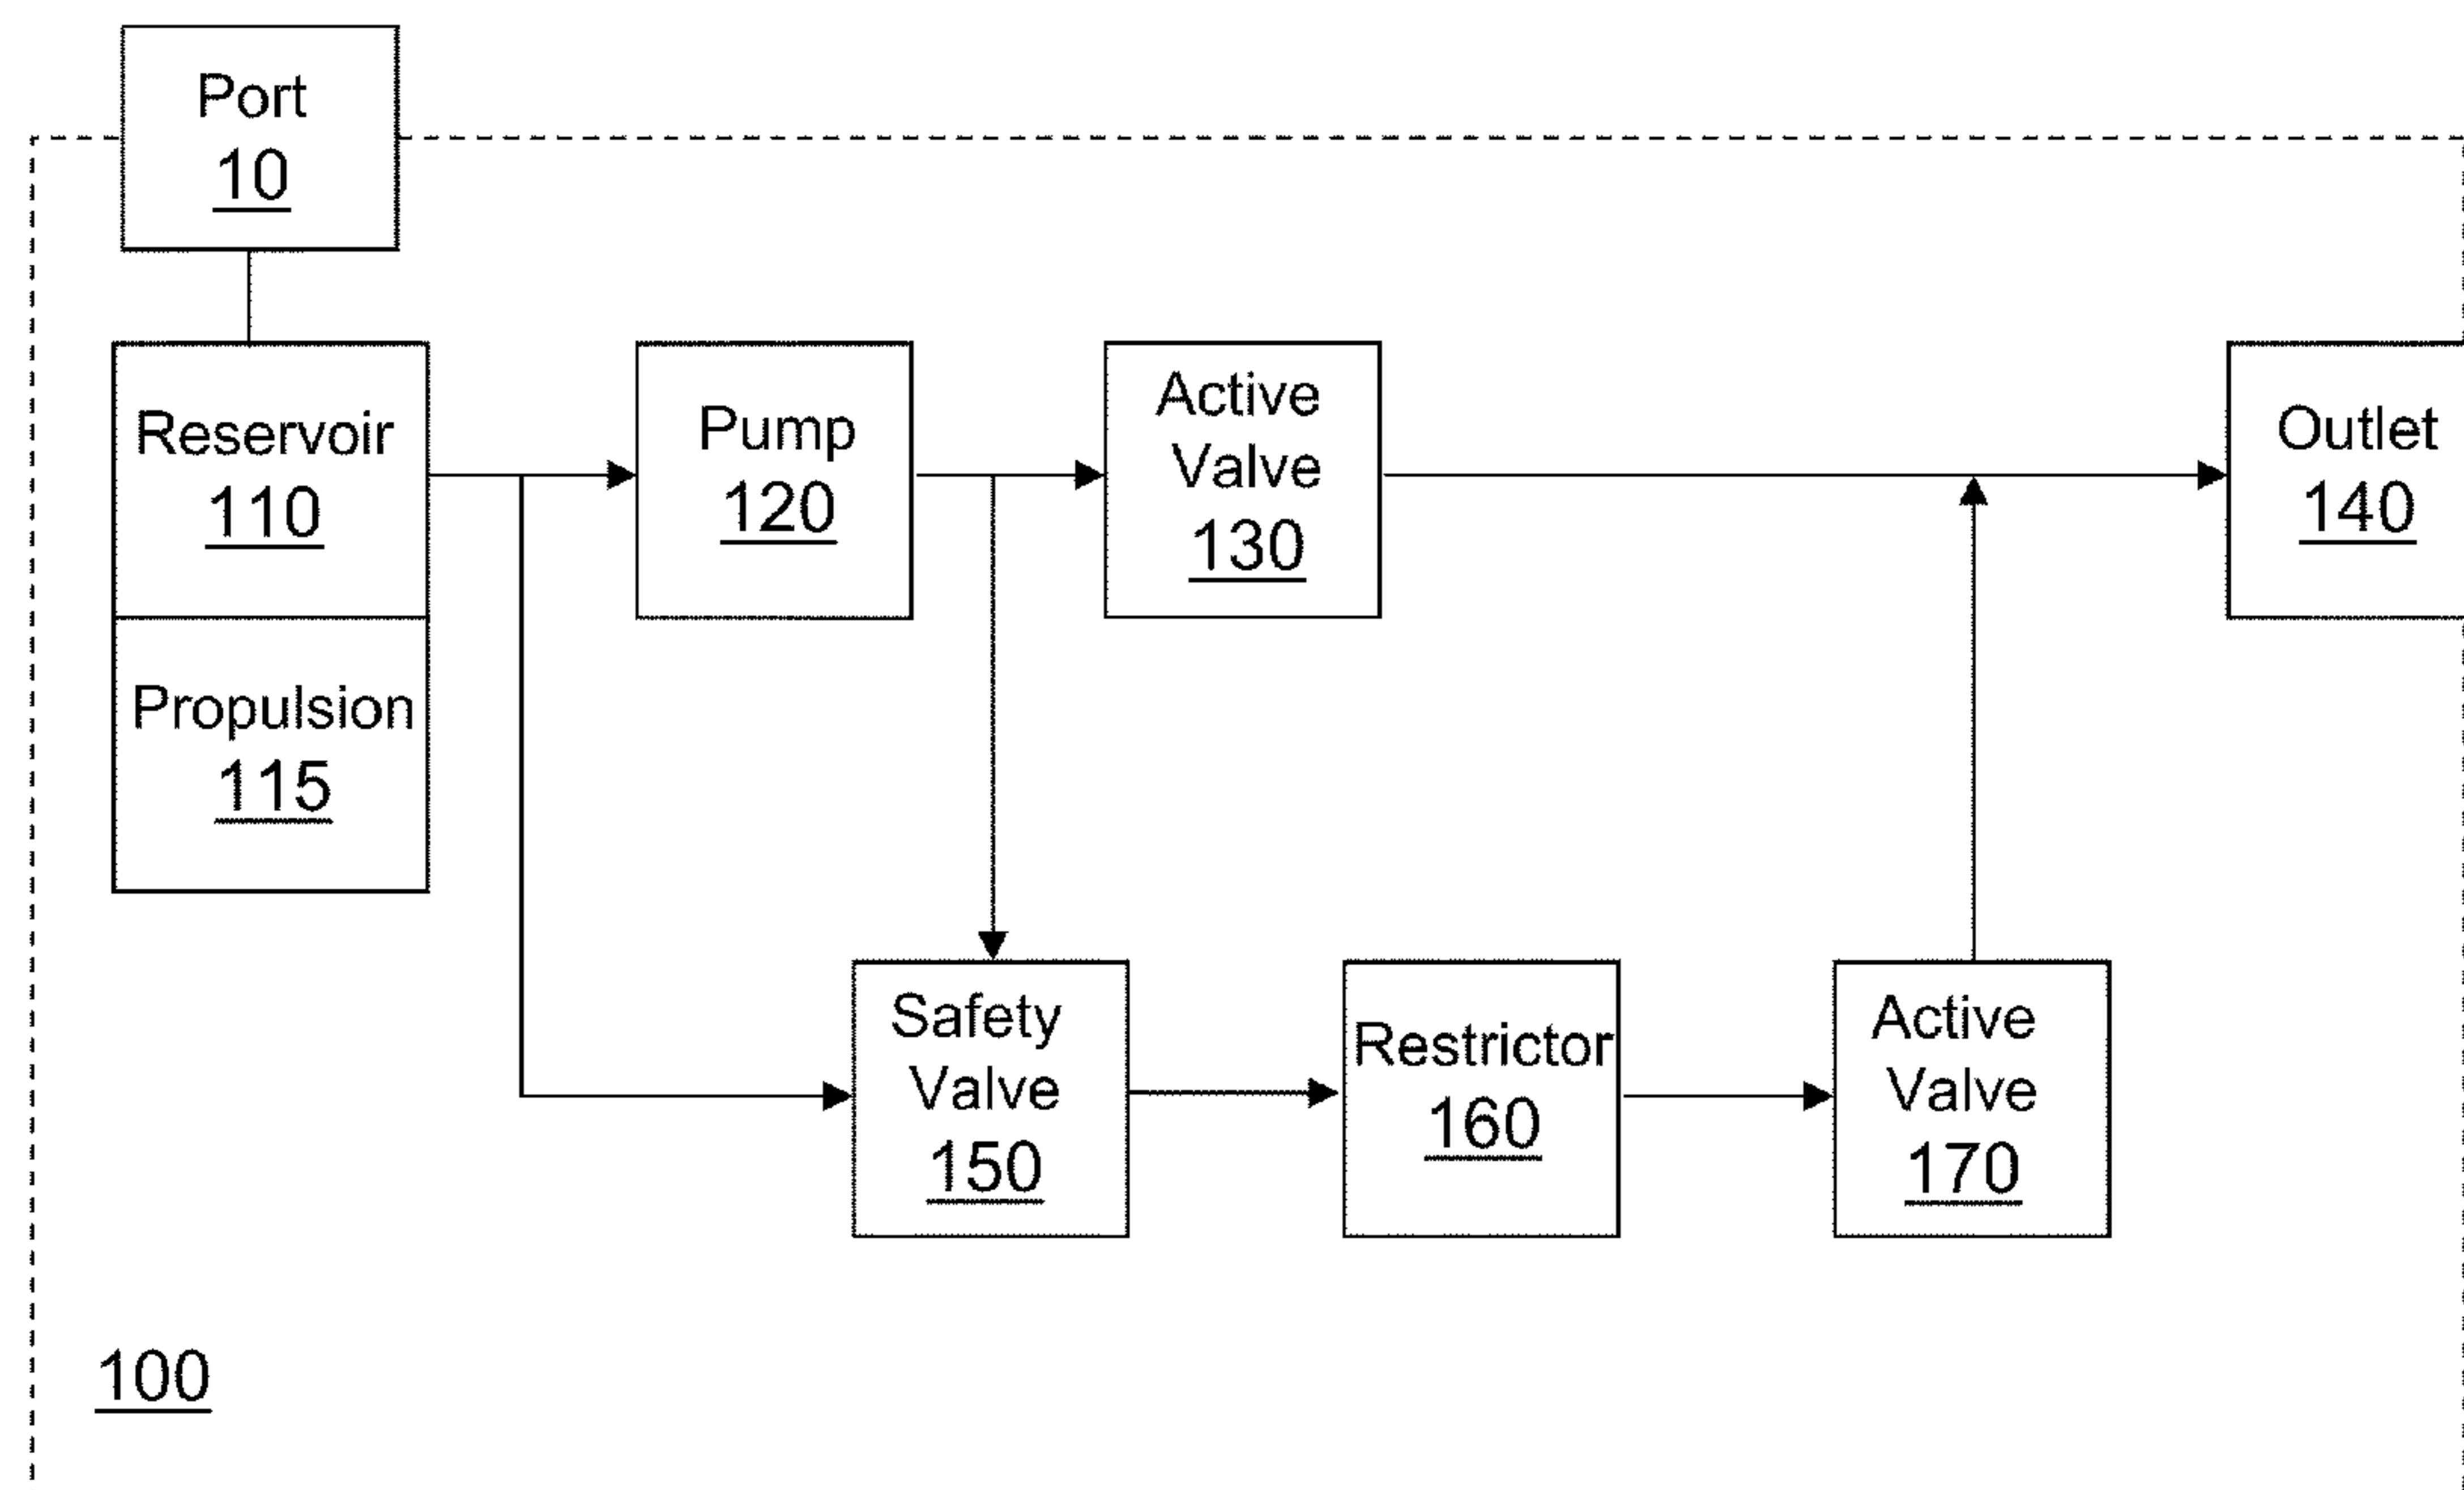 Port
10
Reservoir
110
Propulsion
115
Pump
120
Active
Valve
130
Outlet
140
Safety
Valve
150
Restrictor
160
Active
Valve
170
100